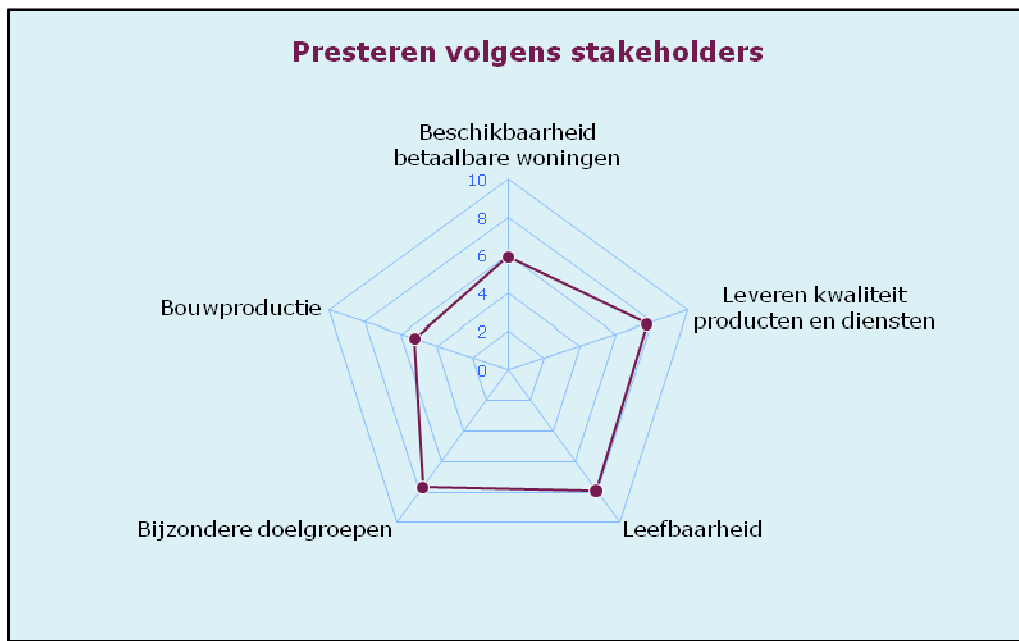 Presteren volgens stakeholders
Beschikbaarheid
betaalbare woningen
10
8
6
4
2
0
Leveren kwaliteit
producten en diensten
Bouwproductie
Bijzondere doelgroepen
Leefbaarheid